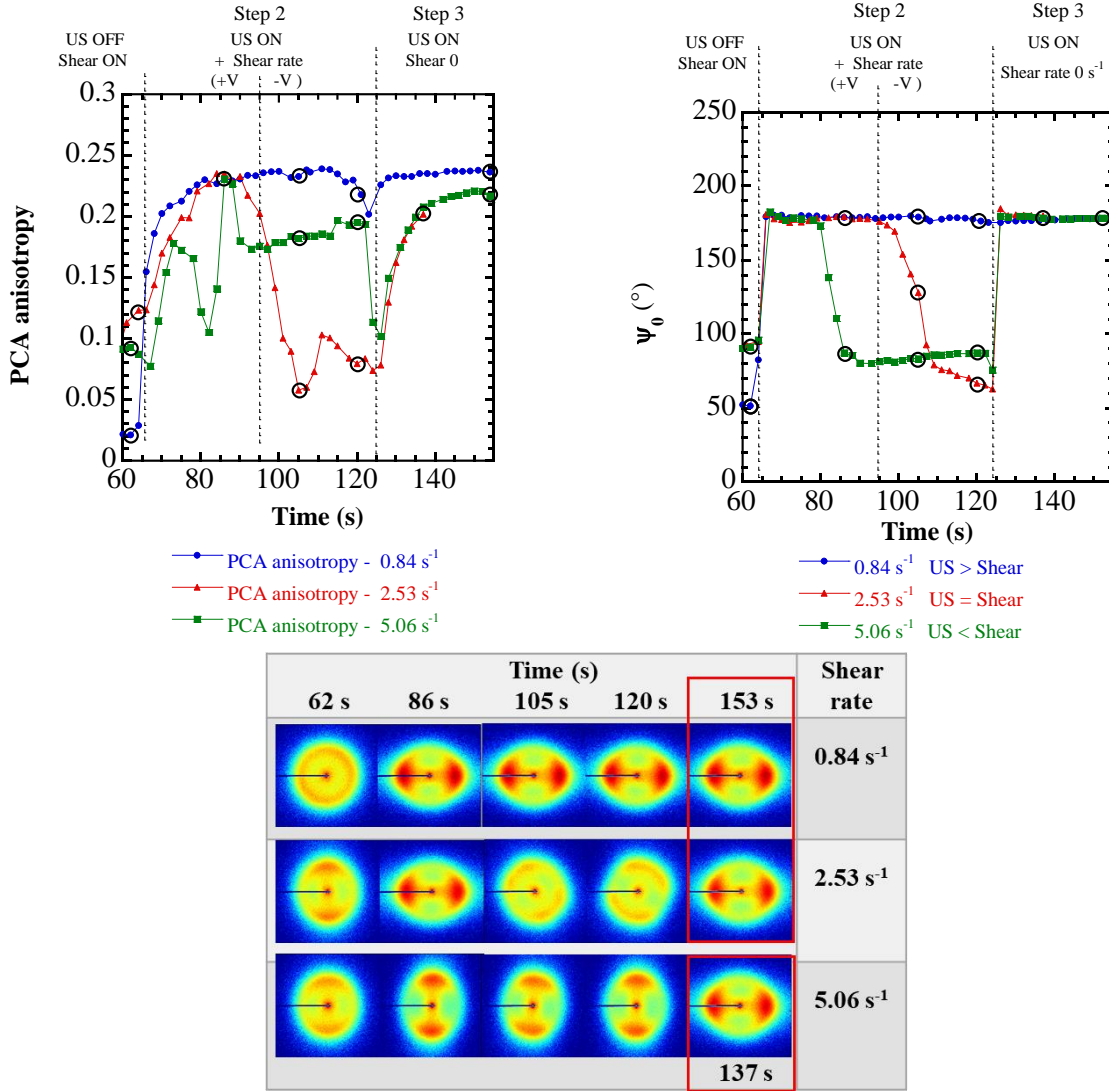 Step 2
Step 3
US OFF
US ON
US ON
Shear ON
+ Shear rate
Shear 0
(+V -V )
0.3
0.25
0.2
0.15
0.1
0.05
0
PCA anisotropy
60 80 100 120 140
Time (s)
PCA anisotropy - 0.84 s-1
PCA anisotropy - 2.53 s-1
PCA anisotropy - 5.06 s-1
Step 2
Step 3
US OFF
US ON
US ON
Shear ON
+ Shear rate
Shear rate 0 s-1
(+V -V )
250
200
150
100
50
0
Ψ0 (°)
60 80 100 120 140
Time (s)
0.84 s-1 US > Shear
2.53 s-1 US = Shear
5.06 s-1 US < Shear
Time (s)
Shear rate
62 s 86 s 105 s 120 s 153 s
0.84 s-1
2.53 s-1
5.06 s-1
137 s